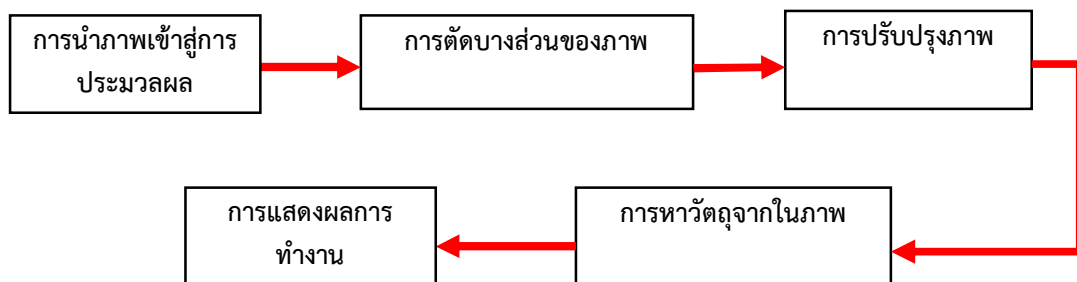 การนำภาพเข้าสู่การ
ประมวลผล
การตัดบางส่วนของภาพ
การปรับปรุงภาพ
การหาวัตถุจากในภาพ
การแสดงผลการ
ทำงาน